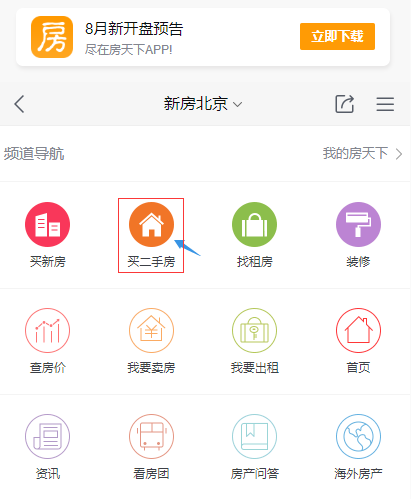 房
8月新开盘预告
尽在房天下APP!
立即下载
新房北京
频道导航
我的房天下
买新房
买二手房
找租房
装修
查房价
我要卖房
我要出租
首页
资讯
看房团
房产问答
海外房产